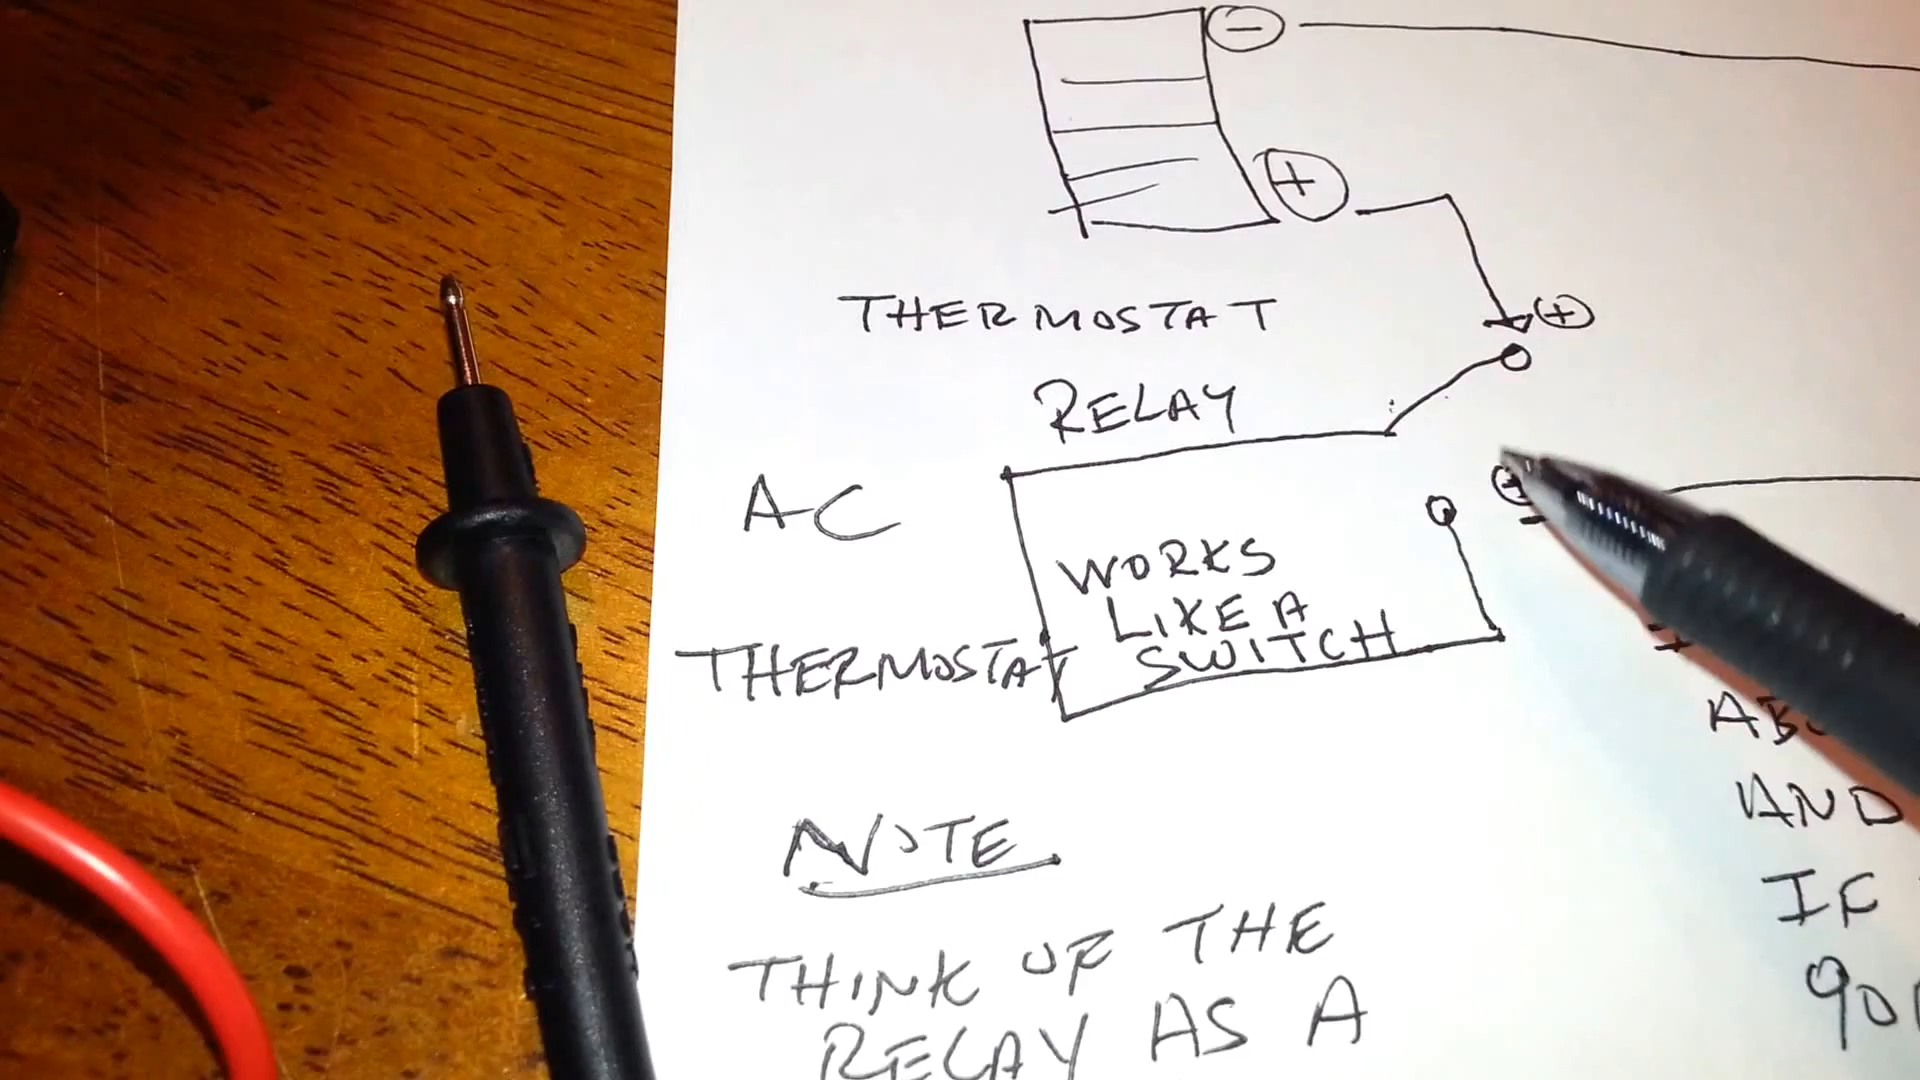 −
+
THERMOSTAT
+
RELAY
AC
WORKS
LIKE A
SWITCH
THERMOSTAT
AND
NOTE
IF
THINK OF THE
RELAY AS A